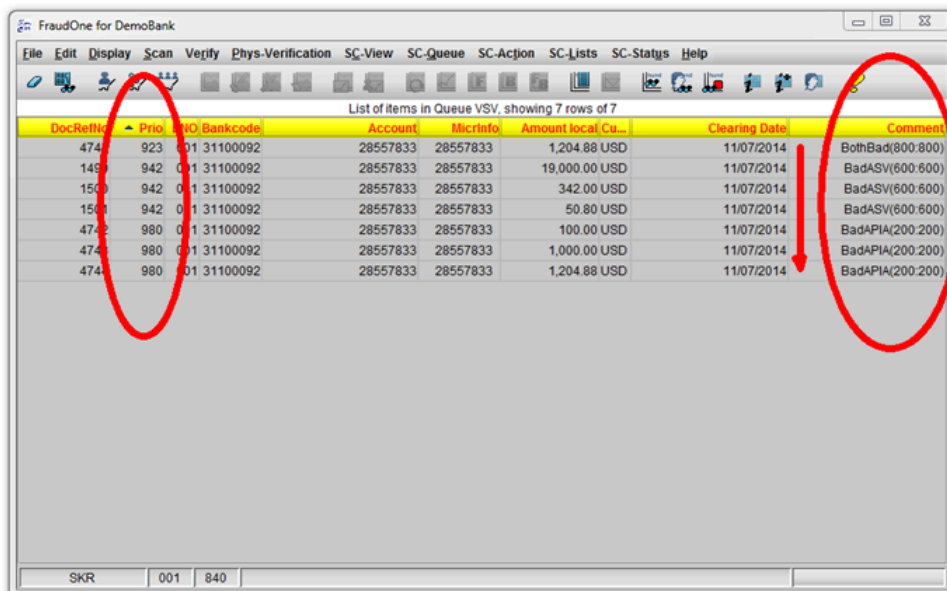 FraudOne for DemoBank
File Edit Display Scan Verify Phys-Verification SC-View SC-Queue SC-Action SC-Lists SC-Status Help
List of items in Queue VSV, showing 7 rows of 7
Prio Bankcode Account MicrInfo Amount local Cu... Clearing Date Comment
923 31100092 28557833 28557833 1,204.88 USD 11/07/2014 BothBad(800:800)
942 31100092 28557833 28557833 19,000.00 USD 11/07/2014 BadASV(600:600)
942 31100092 28557833 28557833 342.00 USD 11/07/2014 BadASV(600:600)
942 31100092 28557833 28557833 50.80 USD 11/07/2014 BadASV(600:600)
980 31100092 28557833 28557833 100.00 USD 11/07/2014 BadAPIA(200:200)
980 31100092 28557833 28557833 1,000.00 USD 11/07/2014 BadAPIA(200:200)
980 31100092 28557833 28557833 1,204.88 USD 11/07/2014 BadAPIA(200:200)
SKR 001 840